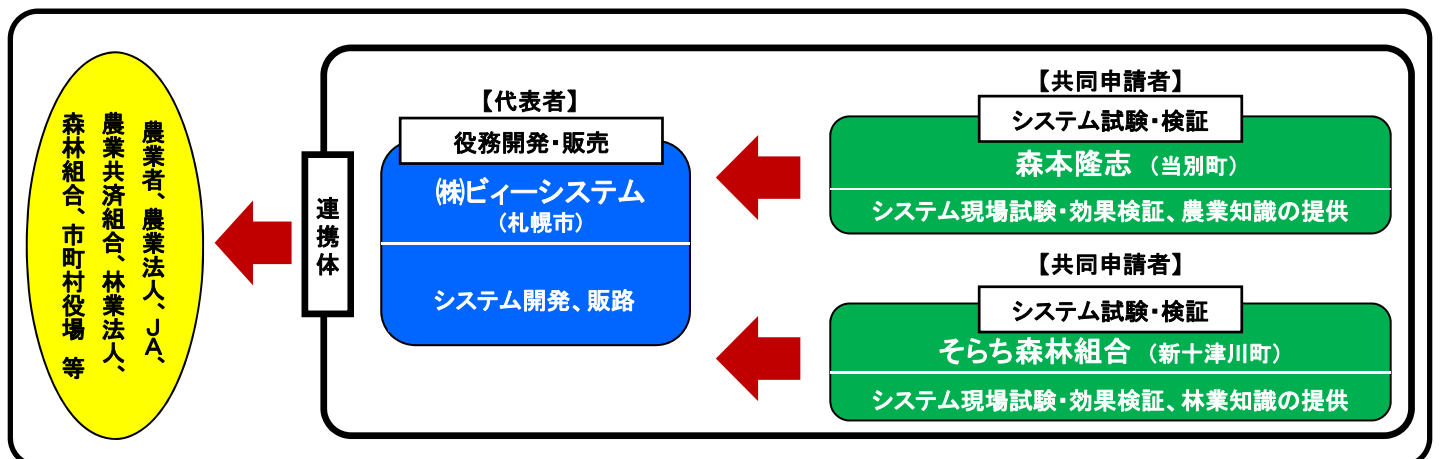 農業者、農業法人、JA、
農業共済組合、林業法人、
森林組合、市町村役場 等
連携体
【代表者】
役務開発・販売
㈱ビィーシステム
（札幌市）
システム開発、販路
【共同申請者】
システム試験・検証
森本隆志（当別町）
システム現場試験・効果検証、農業知識の提供
【共同申請者】
システム試験・検証
そらち森林組合（新十津川町）
システム現場試験・効果検証、林業知識の提供